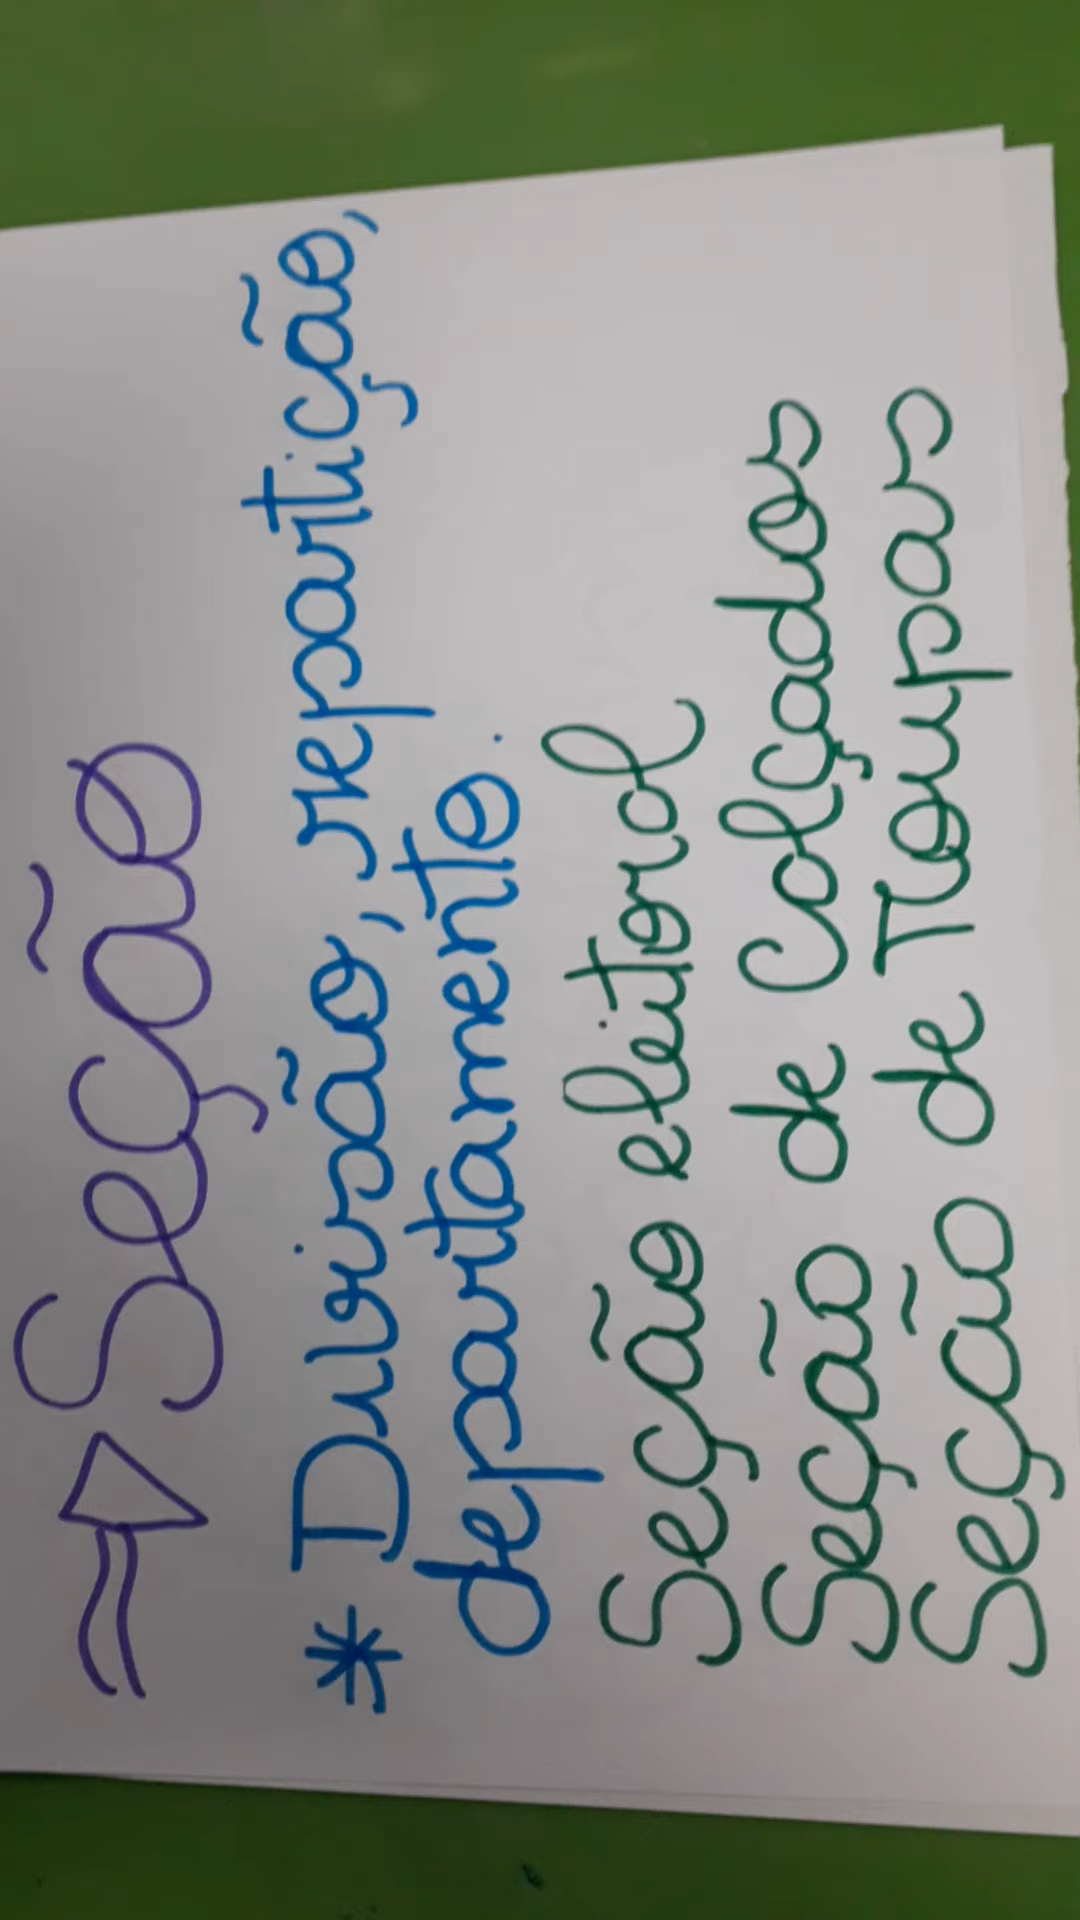 Seção
* Divisão, repartição,
departamento.
Seção eleitoral
Seção de Calçados
Seção de Roupas